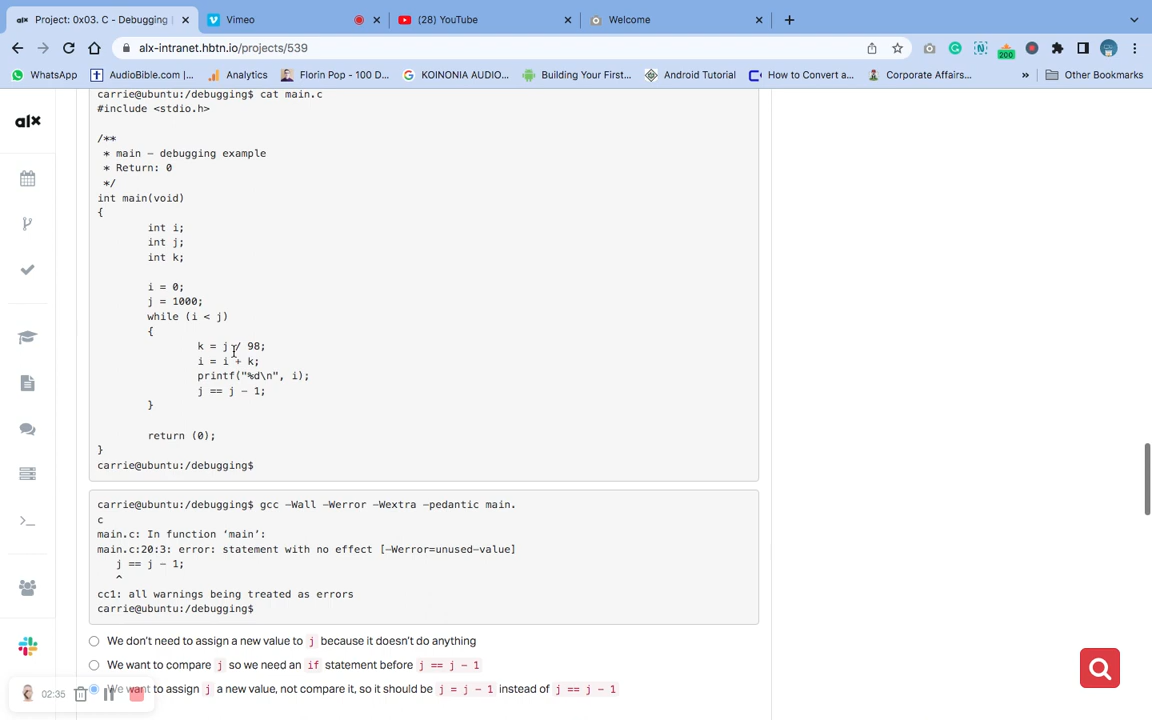 Project: 0x03. C - Debugging |
Vimeo
(28) YouTube
Welcome
alx-intranet.hbtn.io/projects/539
200
WhatsApp
AudioBible.com |...
Analytics
Florin Pop - 100 D...
KOINONIA AUDIO...
Building Your First...
Android Tutorial
How to Convert a...
Corporate Affairs...
»
Other Bookmarks
alx
carrie@ubuntu:/debugging$ cat main.c
#include <stdio.h>
/**
* main – debugging example
* Return: 0
*/
int main(void)
{
int i;
int j;
int k;
i = 0;
j = 1000;
while (i < j)
{
k = j / 98;
i = i + k;
printf("%d\n", i);
j == j – 1;
}
return (0);
}
carrie@ubuntu:/debugging$
carrie@ubuntu:/debugging$ gcc –Wall –Werror –Wextra –pedantic main.
c
main.c: In function ‘main’:
main.c:20:3: error: statement with no effect [–Werror=unused–value]
j == j – 1;
^
cc1: all warnings being treated as errors
carrie@ubuntu:/debugging$
We don't need to assign a new value to j because it doesn't do anything
We want to compare j so we need an if statement before j == j – 1
We want to assign j a new value, not compare it, so it should be j = j – 1 instead of j == j – 1
02:35